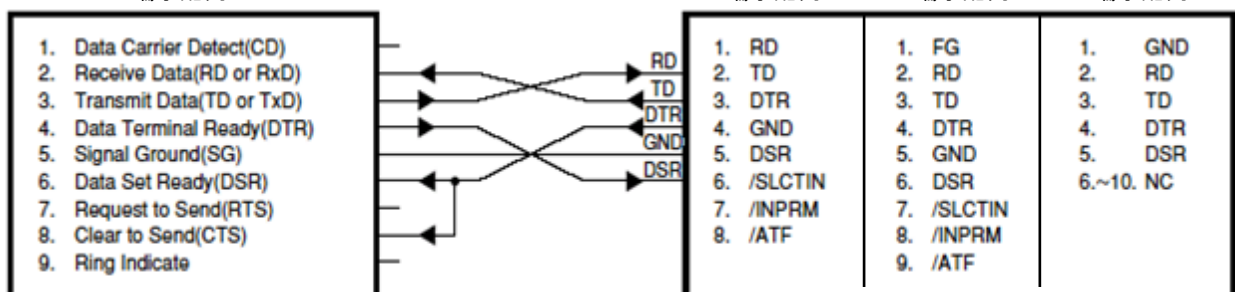 1. Data Carrier Detect(CD)
2. Receive Data(RD or RxD)
3. Transmit Data(TD or TxD)
4. Data Terminal Ready(DTR)
5. Signal Ground(SG)
6. Data Set Ready(DSR)
7. Request to Send(RTS)
8. Clear to Send(CTS)
9. Ring Indicate
RD
TD
DTR
GND
DSR
1. RD
2. TD
3. DTR
4. GND
5. DSR
6. /SLCTIN
7. /INPRM
8. /ATF
1. FG
2. RD
3. TD
4. DTR
5. GND
6. DSR
7. /SLCTIN
8. /INPRM
9. /ATF
1. GND
2. RD
3. TD
4. DTR
5. DSR
6.~10. NC